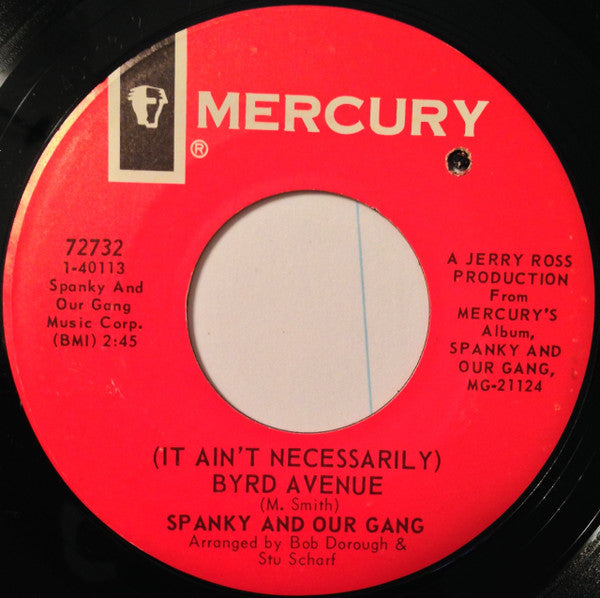 MERCURY
®
72732
1-40113
Spanky And
Our Gang
Music Corp.
(BMI) 2:45
A JERRY ROSS
PRODUCTION
From
MERCURY'S
Album,
SPANKY AND
OUR GANG,
MG-21124
(IT AIN'T NECESSARILY)
BYRD AVENUE
(M. Smith)
SPANKY AND OUR GANG
Arranged by Bob Dorough &
Stu Scharf